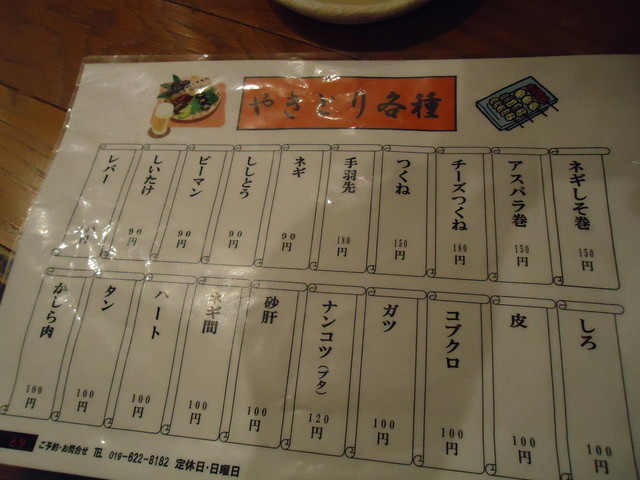 やきとり各種
ネギしそ巻 150円
アスパラ巻 150円
チーズつくね 180円
つくね 150円
手羽先 180円
ネギ 90円
ししとう 90円
ピーマン 90円
しいたけ 90円
レバー 円
しろ 100円
皮 100円
コブクロ 100円
ガツ 100円
ナンコツ(ブタ) 120円
砂肝 100円
ネギ間 100円
ハート 100円
タン 100円
かしら肉 100円
ご予約・お問合せ TEL 019-622-8182 定休日・日曜日